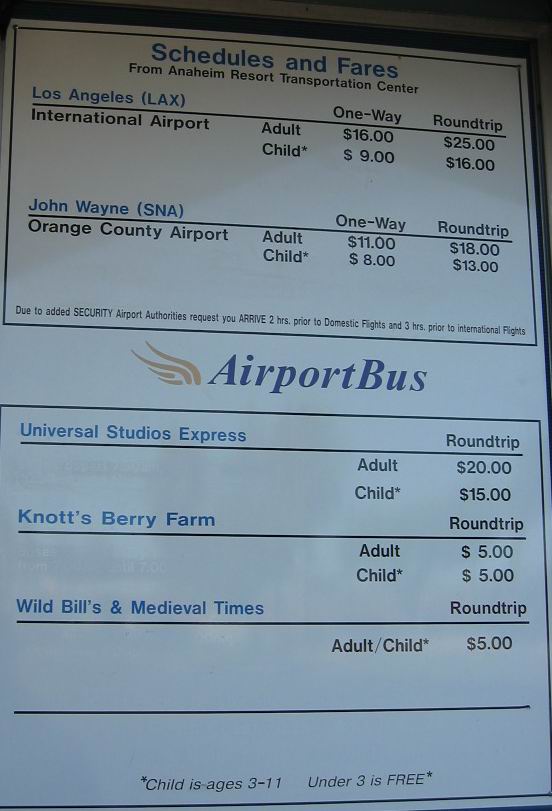 Schedules and Fares
From Anaheim Resort Transportation Center
Los Angeles (LAX) One-Way Roundtrip
International Airport Adult $16.00 $25.00
Child* $ 9.00 $16.00
John Wayne (SNA) One-Way Roundtrip
Orange County Airport Adult $11.00 $18.00
Child* $ 8.00 $13.00
Due to added SECURITY Airport Authorities request you ARRIVE 2 hrs. prior to Domestic Flights and 3 hrs. prior to international Flights
AirportBus
Universal Studios Express Roundtrip
Adult $20.00
Child* $15.00
Knott's Berry Farm Roundtrip
Adult $ 5.00
Child* $ 5.00
Wild Bill's & Medieval Times Roundtrip
Adult/Child* $5.00
*Child is ages 3-11 Under 3 is FREE*